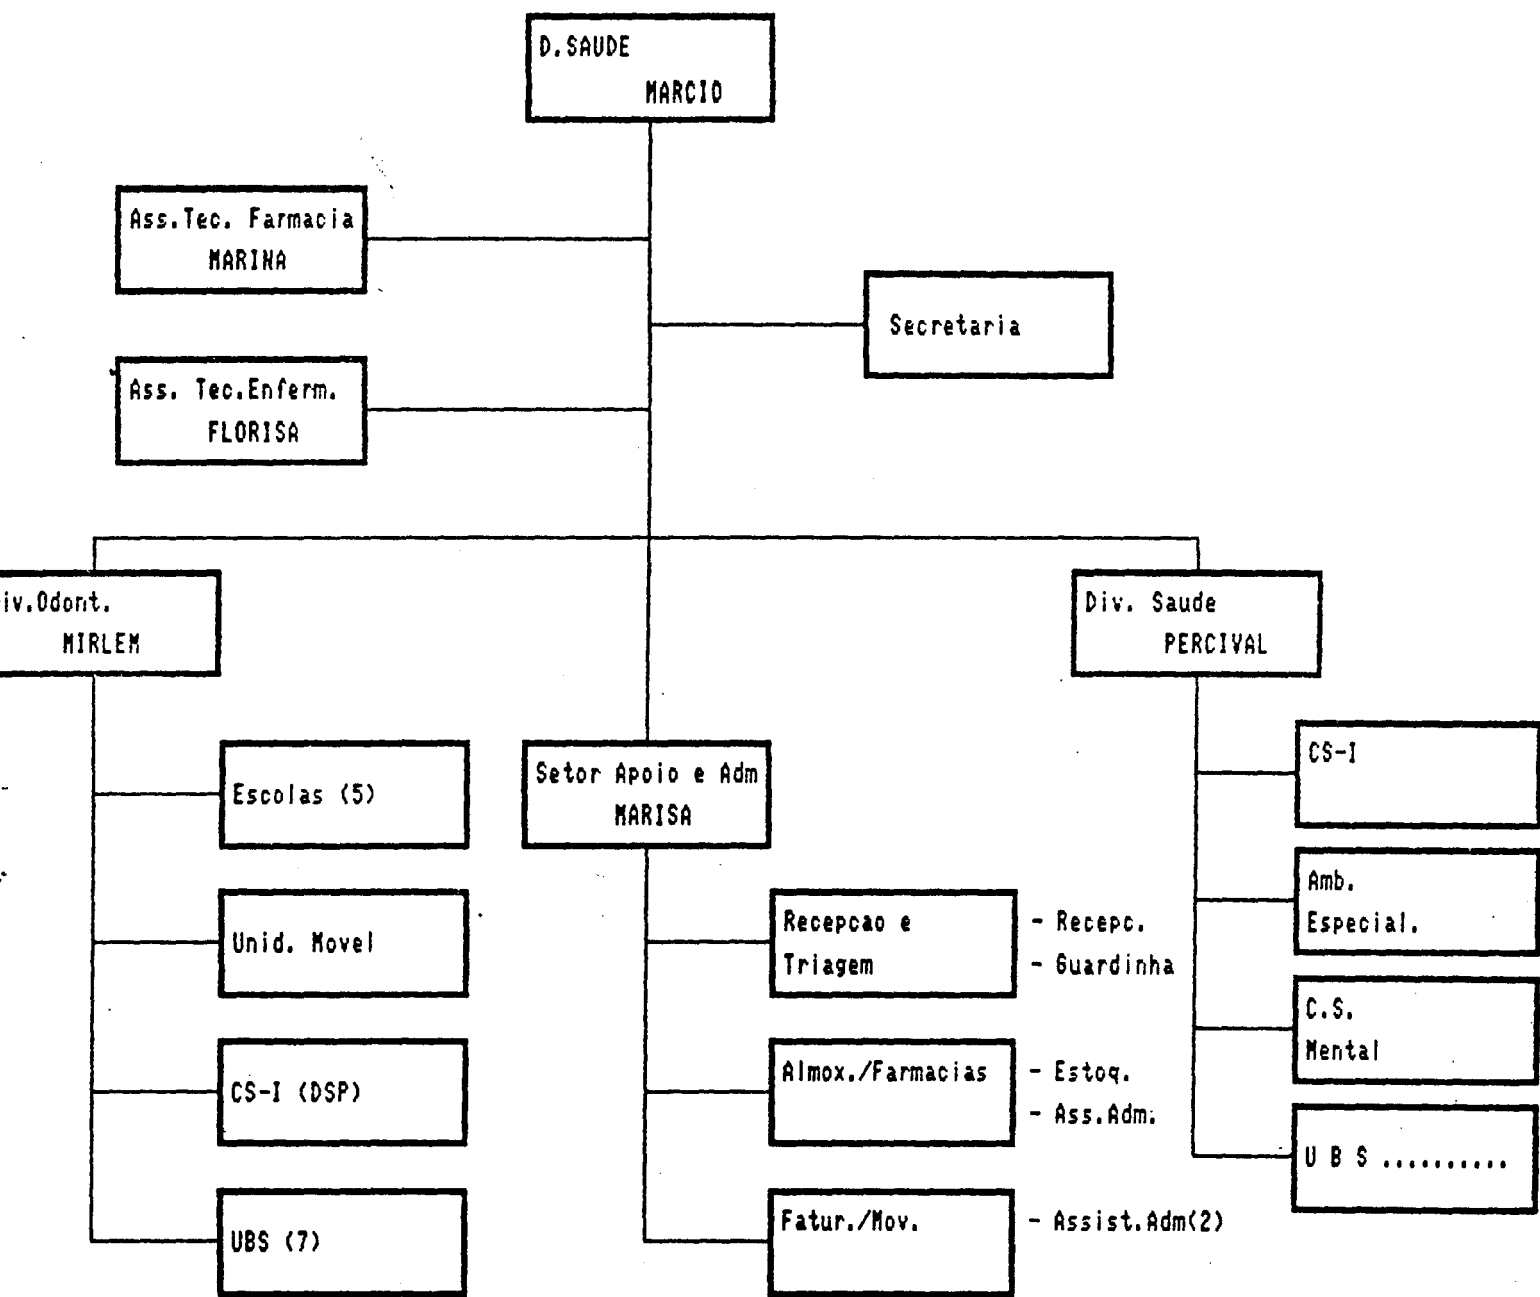 D.SAUDE
MARCIO
Ass.Tec. Farmacia
MARINA
Secretaria
Ass. Tec.Enferm.
FLORISA
iv.Odont.
MIRLEM
Div. Saude
PERCIVAL
Escolas (5)
Unid. Movel
CS-I (DSP)
UBS (7)
Setor Apoio e Adm
MARISA
Recepcao e
Triagem
- Recepc.
- Guardinha
Almox./Farmacias
- Estoq.
- Ass.Adm.
Fatur./Mov.
- Assist.Adm(2)
CS-I
Amb.
Especial.
C.S.
Mental
U B S ..........